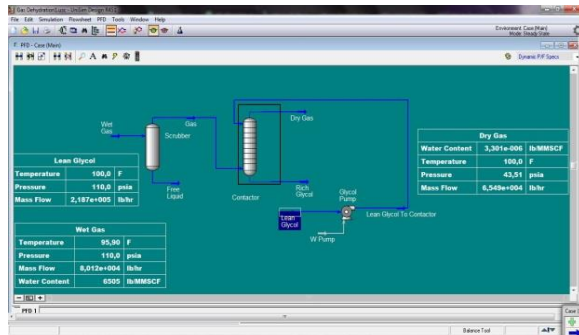 Gas Dehydration1.usc - UniSim Design R430
File Edit Simulation Flowsheet PFD Tools Window Help
Environment: Case (Main)
Mode: Steady State
PFD - Case (Main)
Dynamic P/F Specs
Wet Gas
Scrubber
Gas
Free Liquid
Contactor
Dry Gas
Rich Glycol
Lean Glycol
Glycol Pump
W Pump
Lean Glycol To Contactor
Lean Glycol
Temperature 100,0 F
Pressure 110,0 psia
Mass Flow 2,187e+005 lb/hr
Wet Gas
Temperature 95,90 F
Pressure 110,0 psia
Mass Flow 8,012e+004 lb/hr
Water Content 6505 lb/MMSCF
Dry Gas
Water Content 3,301e-006 lb/MMSCF
Temperature 100,0 F
Pressure 43,51 psia
Mass Flow 6,549e+004 lb/hr
PFD 1
Case
Balance Tool